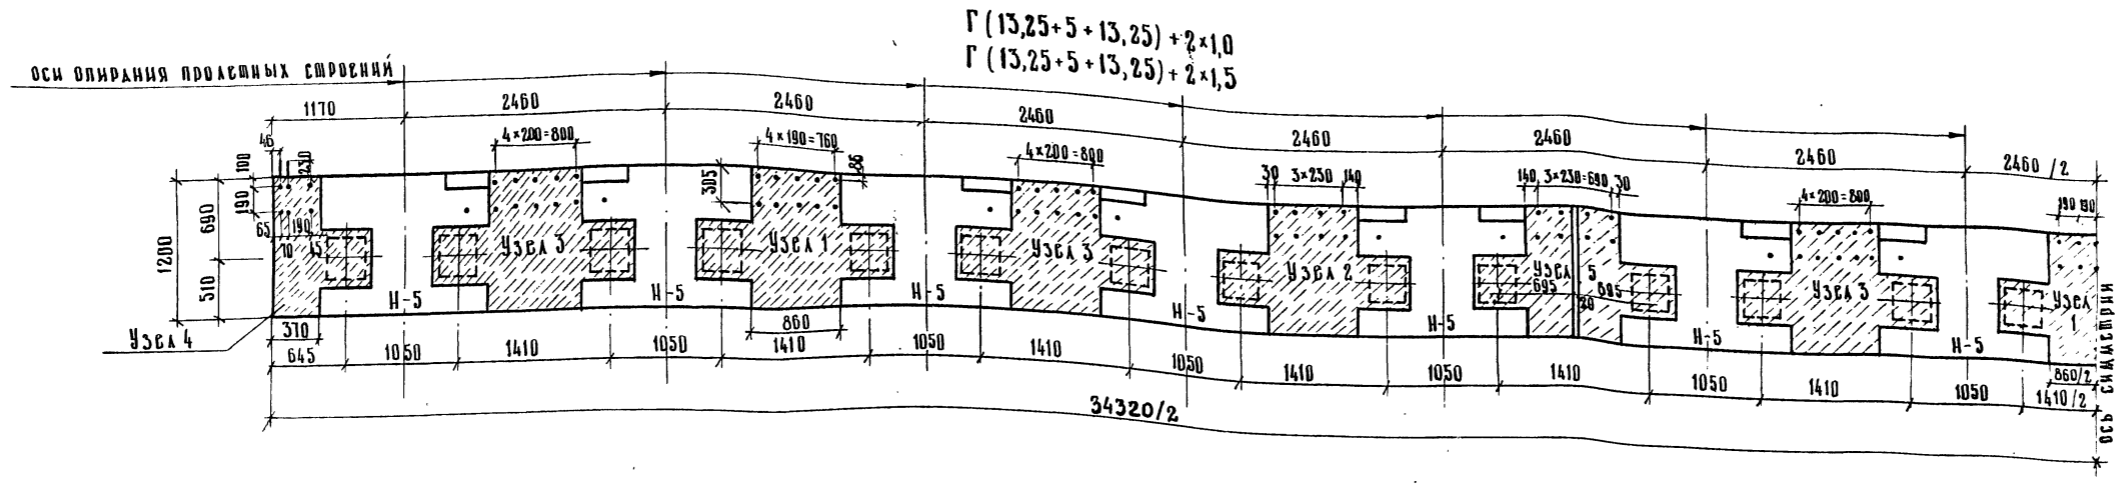 Г (13,25+5+13,25)+2×1,0
Г (13,25+5+13,25)+2×1,5
ОСИ ОПИРАНИЯ ПРОЛЕТНЫХ СТРОЕНИЙ
1170 2460 2460 2460 2460 2460 2460 2460/2
46 230 4×200=800 4×190=760 86 4×200=800 30 3×230 140 140 3×230=690 30 4×200=800 190 190
100 190 305
1200 690 510
65 190 10 45
Узел 3 Узел 1 Узел 3 Узел 2 Узел 5 Узел 3 Узел 1
695 695 20
Н-5 Н-5 Н-5 Н-5 Н-5 Н-5 Н-5
Узел 4
370 860 860/2
645 1050 1410 1050 1410 1050 1410 1050 1410 1050 1410 1050 1410 1050 1410/2
34320/2
ОСЬ СИММЕТРИИ